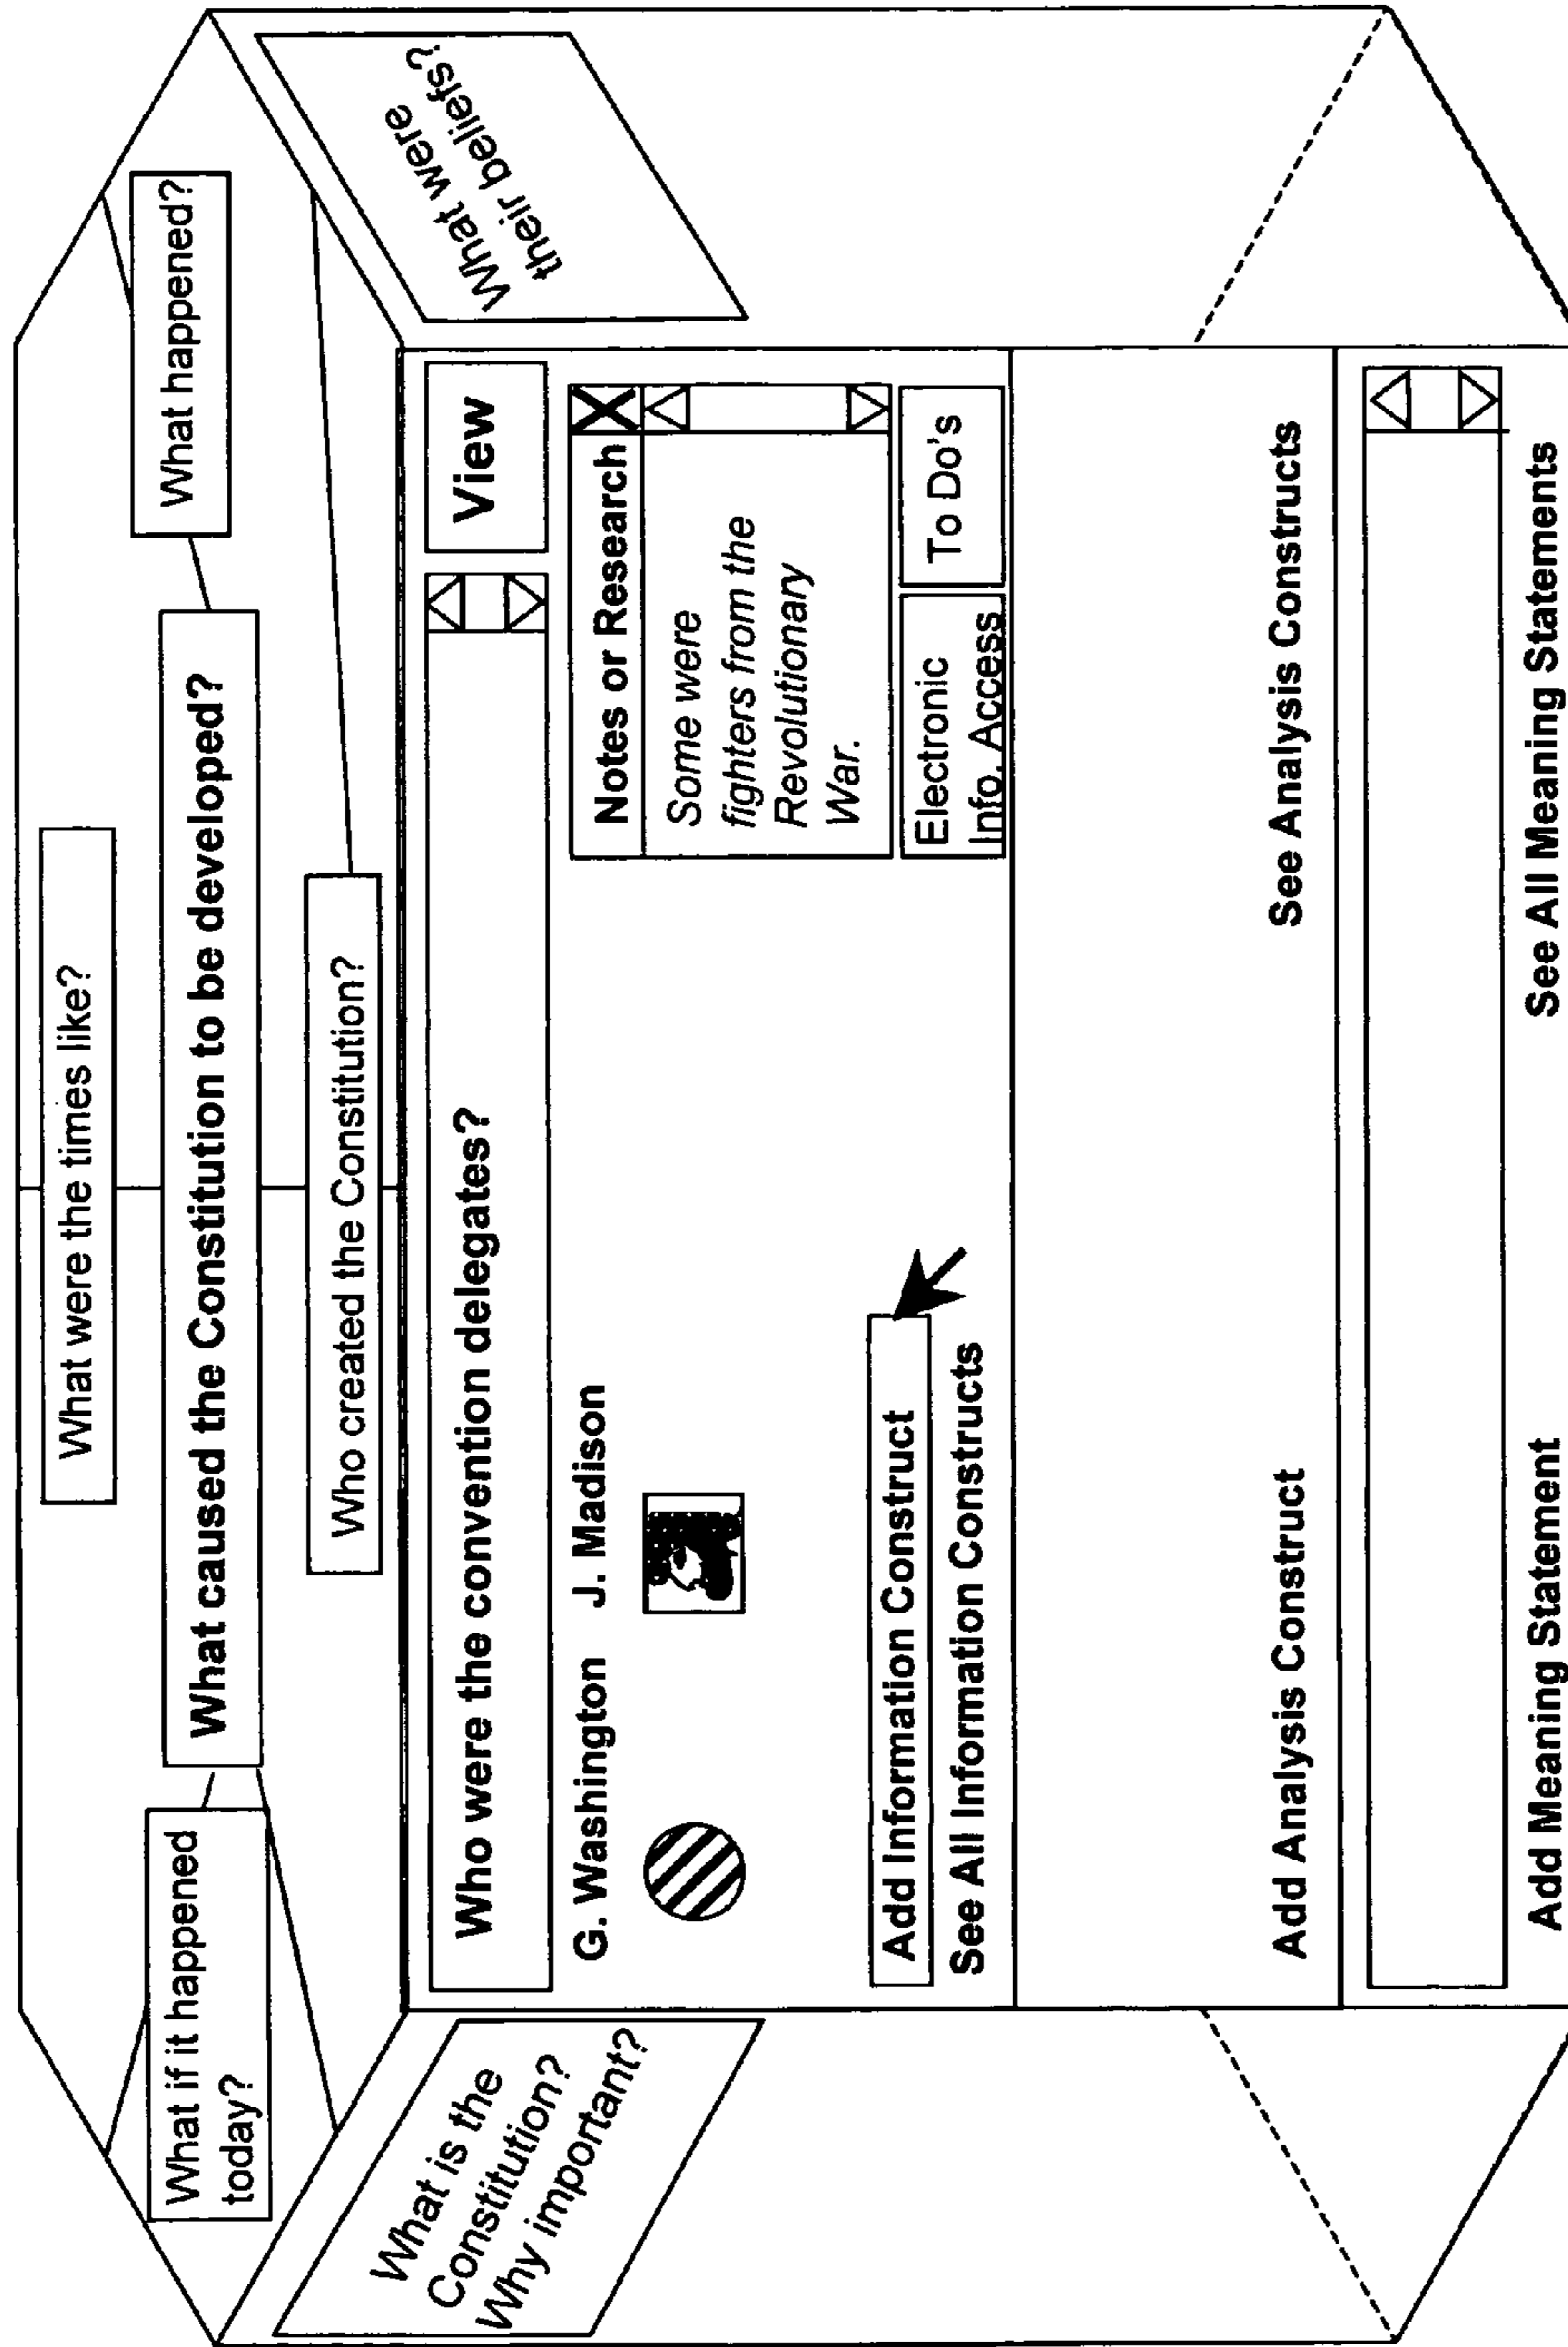 What were the times like?
What if it happened
today?
What caused the Constitution to be developed?
What happened?
Who created the Constitution?
What is the
Constitution?
Why important?
Who were the convention delegates?
View
What were
their beliefs?
G. Washington
J. Madison
Notes or Research
Some were
fighters from the
Revolutionary
War.
Add Information Construct
See All Information Constructs
Electronic
Info. Access
To Do's
Add Analysis Construct
See Analysis Constructs
Add Meaning Statement
See All Meaning Statements